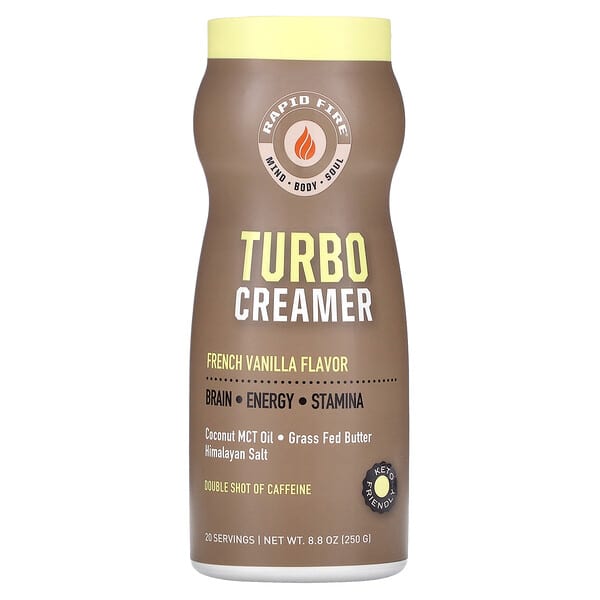 RAPID FIRE®
MIND • BODY • SOUL
TURBO
CREAMER
FRENCH VANILLA FLAVOR
BRAIN • ENERGY • STAMINA
Coconut MCT Oil • Grass Fed Butter
Himalayan Salt
KETO
FRIENDLY
DOUBLE SHOT OF CAFFEINE
20 SERVINGS | NET WT. 8.8 OZ (250 G)